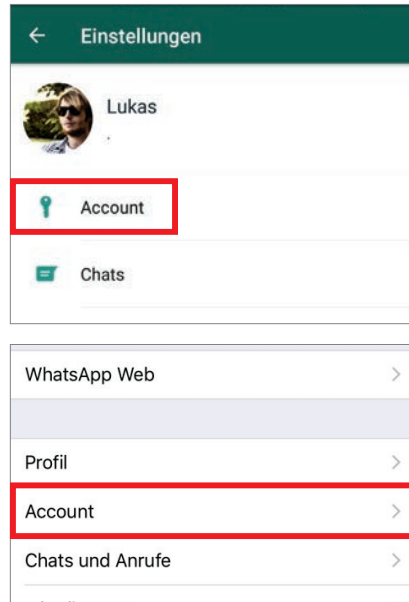 Einstellungen
Lukas
.
Account
Chats
WhatsApp Web
Profil
Account
Chats und Anrufe